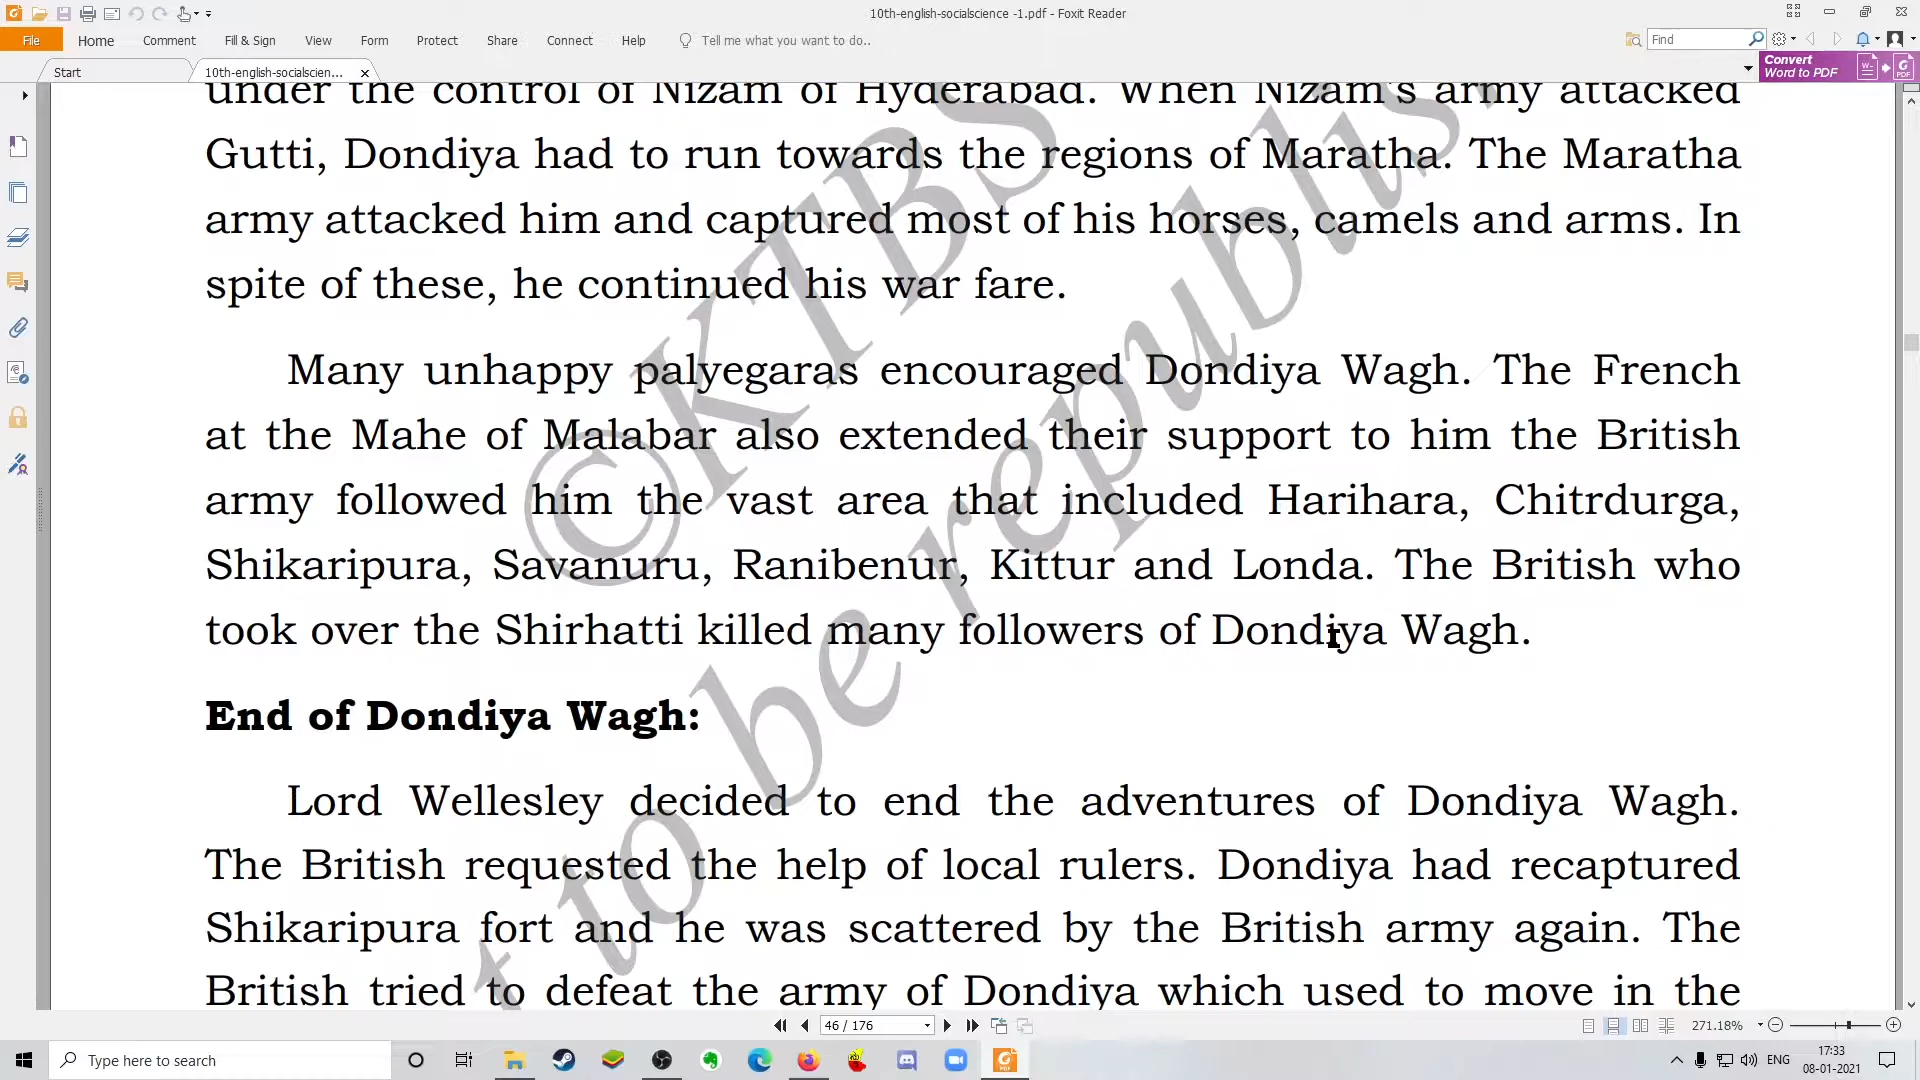 10th-english-socialscience -1.pdf - Foxit Reader
File Home Comment Fill & Sign View Form Protect Share Connect Help Tell me what you want to do.. Find
Start 10th-english-socialscien...
Convert
Word to PDF
under the control of Nizam of Hyderabad. When Nizam's army attacked
Gutti, Dondiya had to run towards the regions of Maratha. The Maratha
army attacked him and captured most of his horses, camels and arms. In
spite of these, he continued his war fare.
Many unhappy palyegaras encouraged Dondiya Wagh. The French
at the Mahe of Malabar also extended their support to him the British
army followed him the vast area that included Harihara, Chitrdurga,
Shikaripura, Savanuru, Ranibenur, Kittur and Londa. The British who
took over the Shirhatti killed many followers of Dondiya Wagh.
End of Dondiya Wagh:
Lord Wellesley decided to end the adventures of Dondiya Wagh.
The British requested the help of local rulers. Dondiya had recaptured
Shikaripura fort and he was scattered by the British army again. The
British tried to defeat the army of Dondiya which used to move in the
©KTBS
to be republis
46 / 176
271.18%
Type here to search
ENG
17:33
08-01-2021